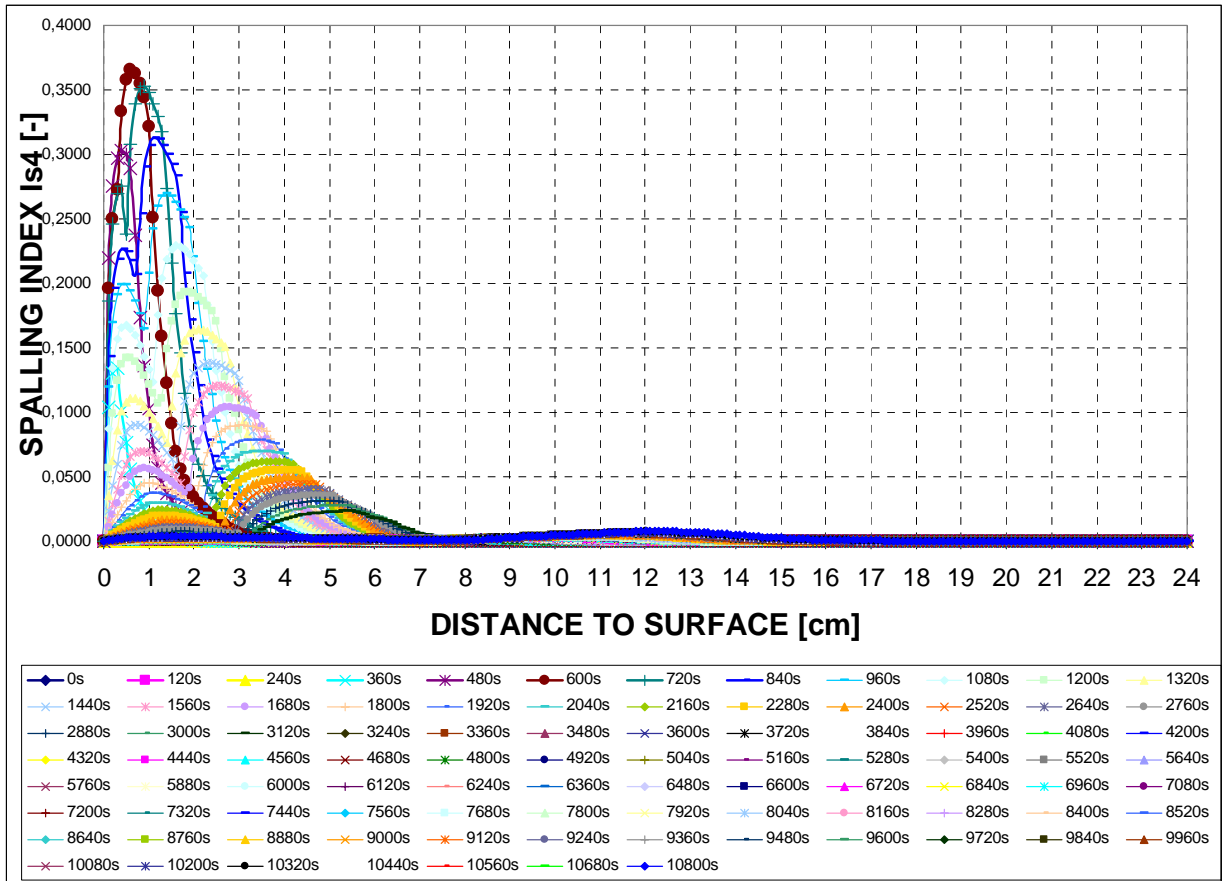 0,4000
0,3500
0,3000
0,2500
0,2000
0,1500
0,1000
0,0500
0,0000
SPALLING INDEX Is4 [-]
0 1 2 3 4 5 6 7 8 9 10 11 12 13 14 15 16 17 18 19 20 21 22 23 24
DISTANCE TO SURFACE [cm]
0s 120s 240s 360s 480s 600s 720s 840s 960s 1080s 1200s 1320s
1440s 1560s 1680s 1800s 1920s 2040s 2160s 2280s 2400s 2520s 2640s 2760s
2880s 3000s 3120s 3240s 3360s 3480s 3600s 3720s 3840s 3960s 4080s 4200s
4320s 4440s 4560s 4680s 4800s 4920s 5040s 5160s 5280s 5400s 5520s 5640s
5760s 5880s 6000s 6120s 6240s 6360s 6480s 6600s 6720s 6840s 6960s 7080s
7200s 7320s 7440s 7560s 7680s 7800s 7920s 8040s 8160s 8280s 8400s 8520s
8640s 8760s 8880s 9000s 9120s 9240s 9360s 9480s 9600s 9720s 9840s 9960s
10080s 10200s 10320s 10440s 10560s 10680s 10800s